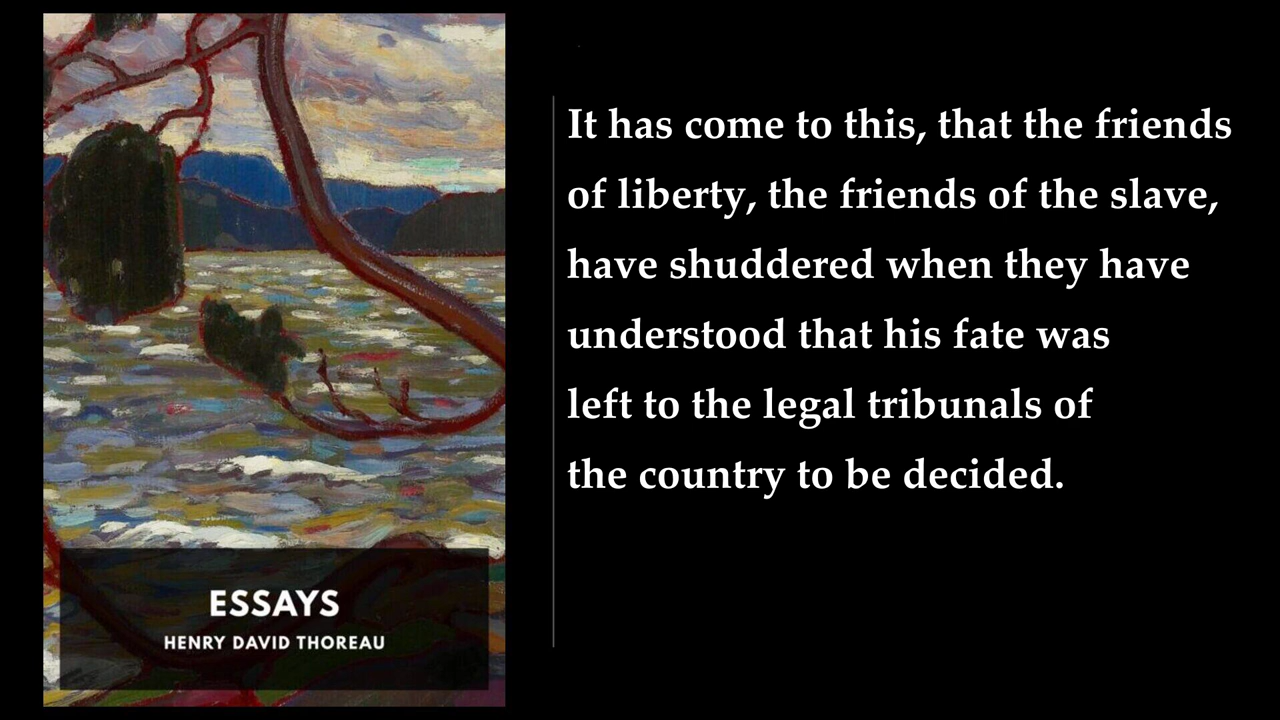 It has come to this, that the friends
of liberty, the friends of the slave,
have shuddered when they have
understood that his fate was
left to the legal tribunals of
the country to be decided.
ESSAYS
HENRY DAVID THOREAU